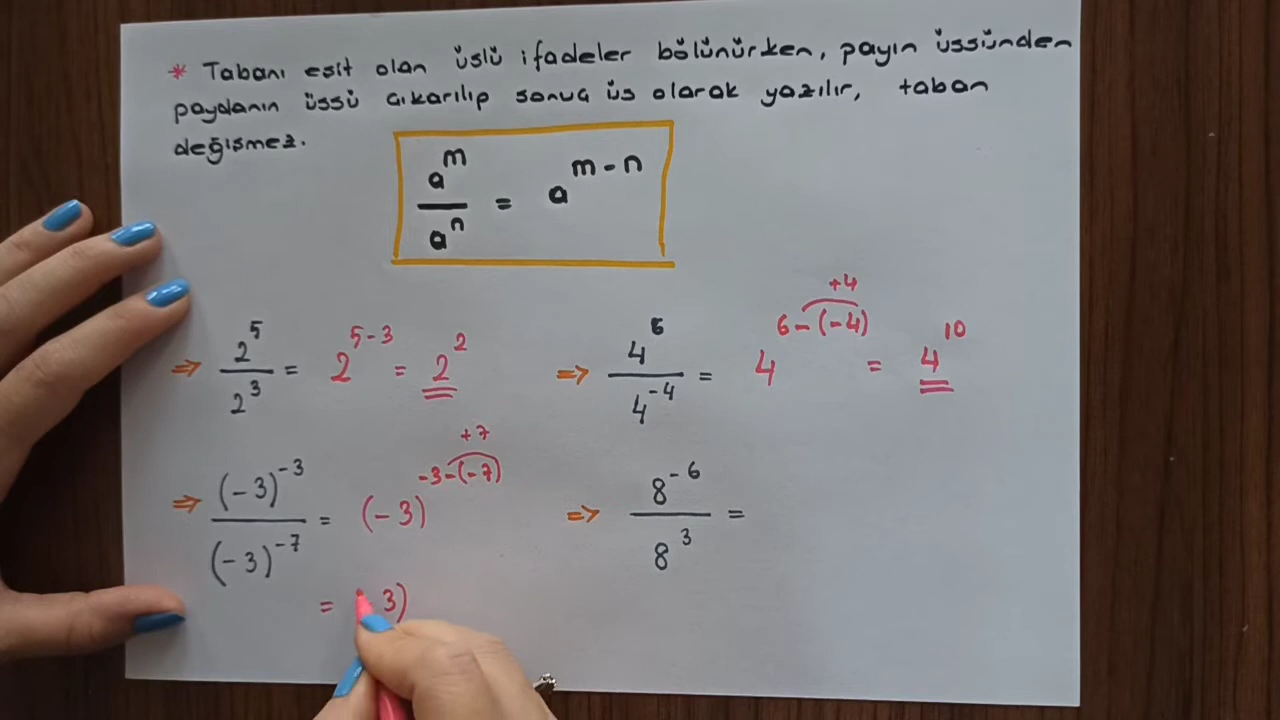 * Tabanı eşit olan üslü ifadeler bölünürken, payın üssünden
paydanın üssü çıkarılıp sonuca üs olarak yazılır, taban
değişmez.
a^m / a^n = a^(m-n)
⇒ 2^5 / 2^3 = 2^(5-3) = 2^2
⇒ 4^6 / 4^-4 = 4^(6-(-4)) = 4^10
+4
⇒ (-3)^-3 / (-3)^-7 = (-3)^(-3-(-7))
+7
= 3)
⇒ 8^-6 / 8^3 =